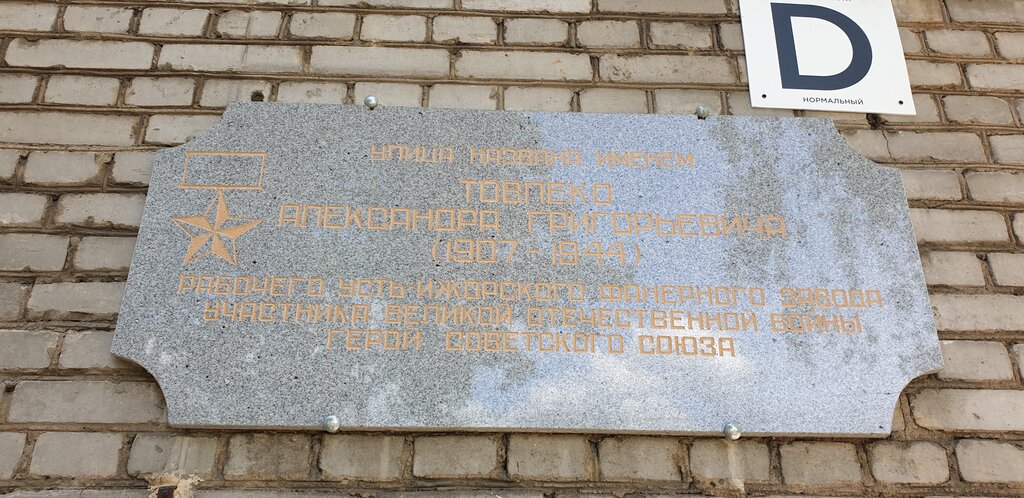 D
НОРМАЛЬНЫЙ
УЛИЦА НАЗВАНА ИМЕНЕМ
ТОВПЕКО
АЛЕКСАНДРА ГРИГОРЬЕВИЧА
(1907 - 1944)
РАБОЧЕГО УСТЬ ИЖОРСКОГО ФАНЕРНОГО ЗАВОДА
УЧАСТНИКА ВЕЛИКОЙ ОТЕЧЕСТВЕННОЙ ВОЙНЫ
ГЕРОЙ СОВЕТСКОГО СОЮЗА